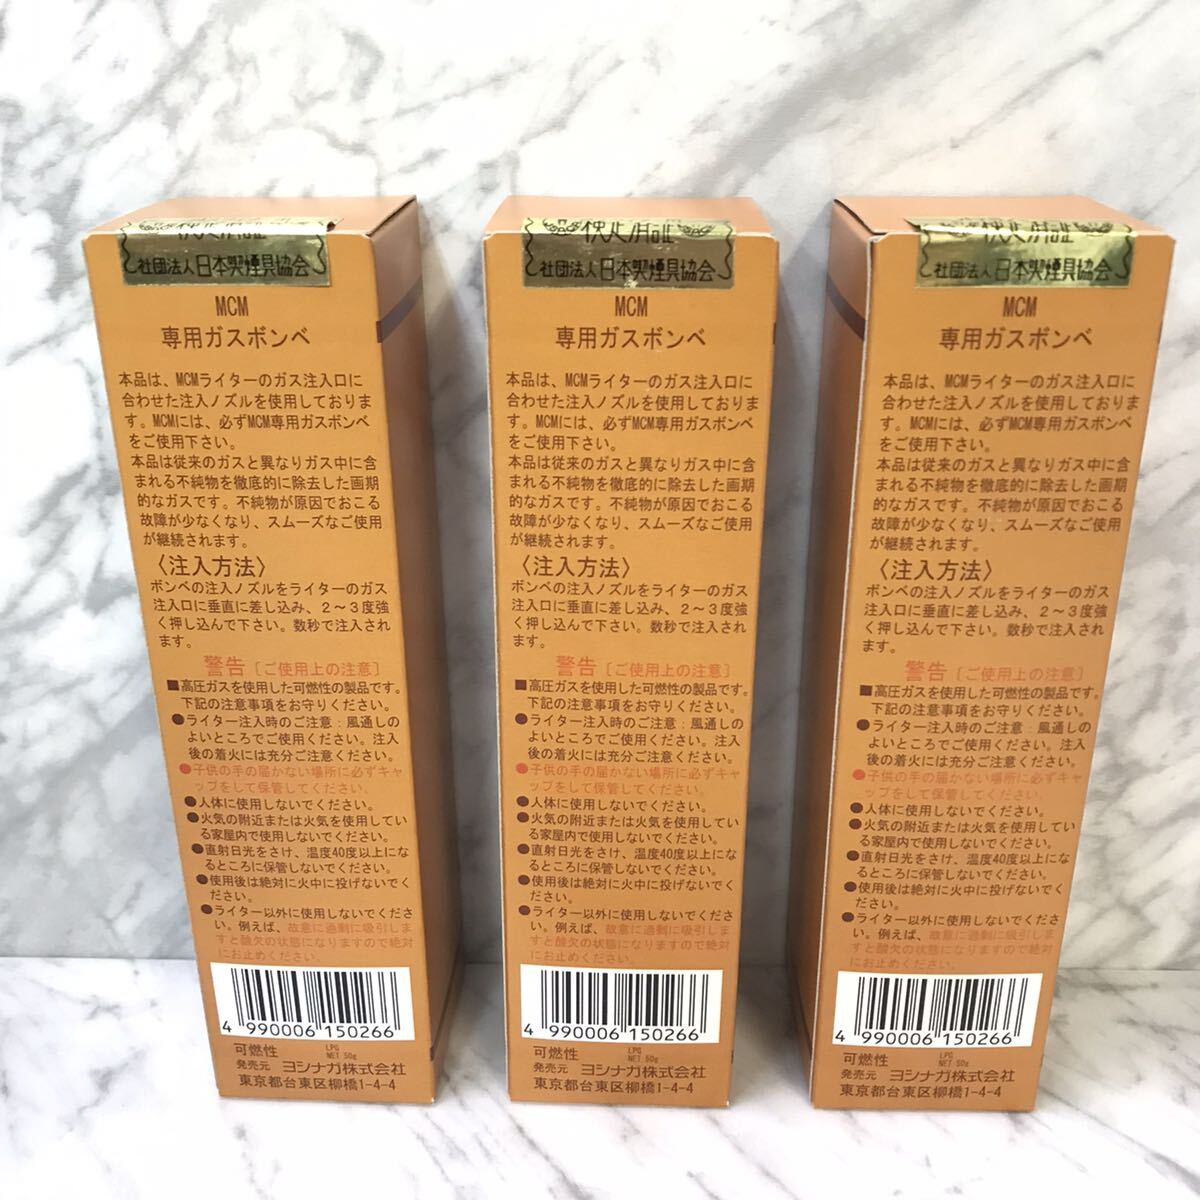 検定済証
社団法人日本喫煙具協会
MCM
専用ガスボンベ
本品は、MCMライターのガス注入口に
合わせた注入ノズルを使用しておりま
す。MCMには、必ずMCM専用ガスボンベ
をご使用下さい。
本品は従来のガスと異なりガス中に含
まれる不純物を徹底的に除去した画期
的なガスです。不純物が原因でおこる
故障が少なくなり、スムーズなご使用
が継続されます。
〈注入方法〉
ボンベの注入ノズルをライターのガス
注入口に垂直に差し込み、2〜3度強
く押し込んで下さい。数秒で注入され
ます。
警告［ご使用上の注意］
■高圧ガスを使用した可燃性の製品です。
下記の注意事項をお守りください。
●ライター注入時のご注意：風通しの
よいところでご使用ください。注入
後の着火には充分ご注意ください。
●子供の手の届かない場所に必ずキャ
ップをして保管してください。
●人体に使用しないでください。
●火気の附近または火気を使用してい
る家屋内で使用しないでください。
●直射日光をさけ、温度40度以上にな
るところに保管しないでください。
●使用後は絶対に火中に投げないでく
ださい。
●ライター以外に使用しないでくださ
い。例えば、故意に過剰に吸引しま
すと酸欠の状態になりますので絶対
にお止めください。
4 990006 150266
可燃性 LPG
NET 50g
発売元 ヨシナガ株式会社
東京都台東区柳橋1-4-4
検定済証
社団法人日本喫煙具協会
MCM
専用ガスボンベ
本品は、MCMライターのガス注入口に
合わせた注入ノズルを使用しておりま
す。MCMには、必ずMCM専用ガスボンベ
をご使用下さい。
本品は従来のガスと異なりガス中に含
まれる不純物を徹底的に除去した画期
的なガスです。不純物が原因でおこる
故障が少なくなり、スムーズなご使用
が継続されます。
〈注入方法〉
ボンベの注入ノズルをライターのガス
注入口に垂直に差し込み、2〜3度強
く押し込んで下さい。数秒で注入され
ます。
警告［ご使用上の注意］
■高圧ガスを使用した可燃性の製品です。
下記の注意事項をお守りください。
●ライター注入時のご注意：風通しの
よいところでご使用ください。注入
後の着火には充分ご注意ください。
●子供の手の届かない場所に必ずキャ
ップをして保管してください。
●人体に使用しないでください。
●火気の附近または火気を使用してい
る家屋内で使用しないでください。
●直射日光をさけ、温度40度以上にな
るところに保管しないでください。
●使用後は絶対に火中に投げないでく
ださい。
●ライター以外に使用しないでくださ
い。例えば、故意に過剰に吸引しま
すと酸欠の状態になりますので絶対
にお止めください。
4 990006 150266
可燃性 LPG
NET 50g
発売元 ヨシナガ株式会社
東京都台東区柳橋1-4-4
検定済証
社団法人日本喫煙具協会
MCM
専用ガスボンベ
本品は、MCMライターのガス注入口に
合わせた注入ノズルを使用しておりま
す。MCMには、必ずMCM専用ガスボンベ
をご使用下さい。
本品は従来のガスと異なりガス中に含
まれる不純物を徹底的に除去した画期
的なガスです。不純物が原因でおこる
故障が少なくなり、スムーズなご使用
が継続されます。
〈注入方法〉
ボンベの注入ノズルをライターのガス
注入口に垂直に差し込み、2〜3度強
く押し込んで下さい。数秒で注入され
ます。
警告［ご使用上の注意］
■高圧ガスを使用した可燃性の製品です。
下記の注意事項をお守りください。
●ライター注入時のご注意：風通しの
よいところでご使用ください。注入
後の着火には充分ご注意ください。
●子供の手の届かない場所に必ずキャ
ップをして保管してください。
●人体に使用しないでください。
●火気の附近または火気を使用してい
る家屋内で使用しないでください。
●直射日光をさけ、温度40度以上にな
るところに保管しないでください。
●使用後は絶対に火中に投げないでく
ださい。
●ライター以外に使用しないでくださ
い。例えば、故意に過剰に吸引しま
すと酸欠の状態になりますので絶対
にお止めください。
4 990006 150266
可燃性 LPG
NET 50g
発売元 ヨシナガ株式会社
東京都台東区柳橋1-4-4